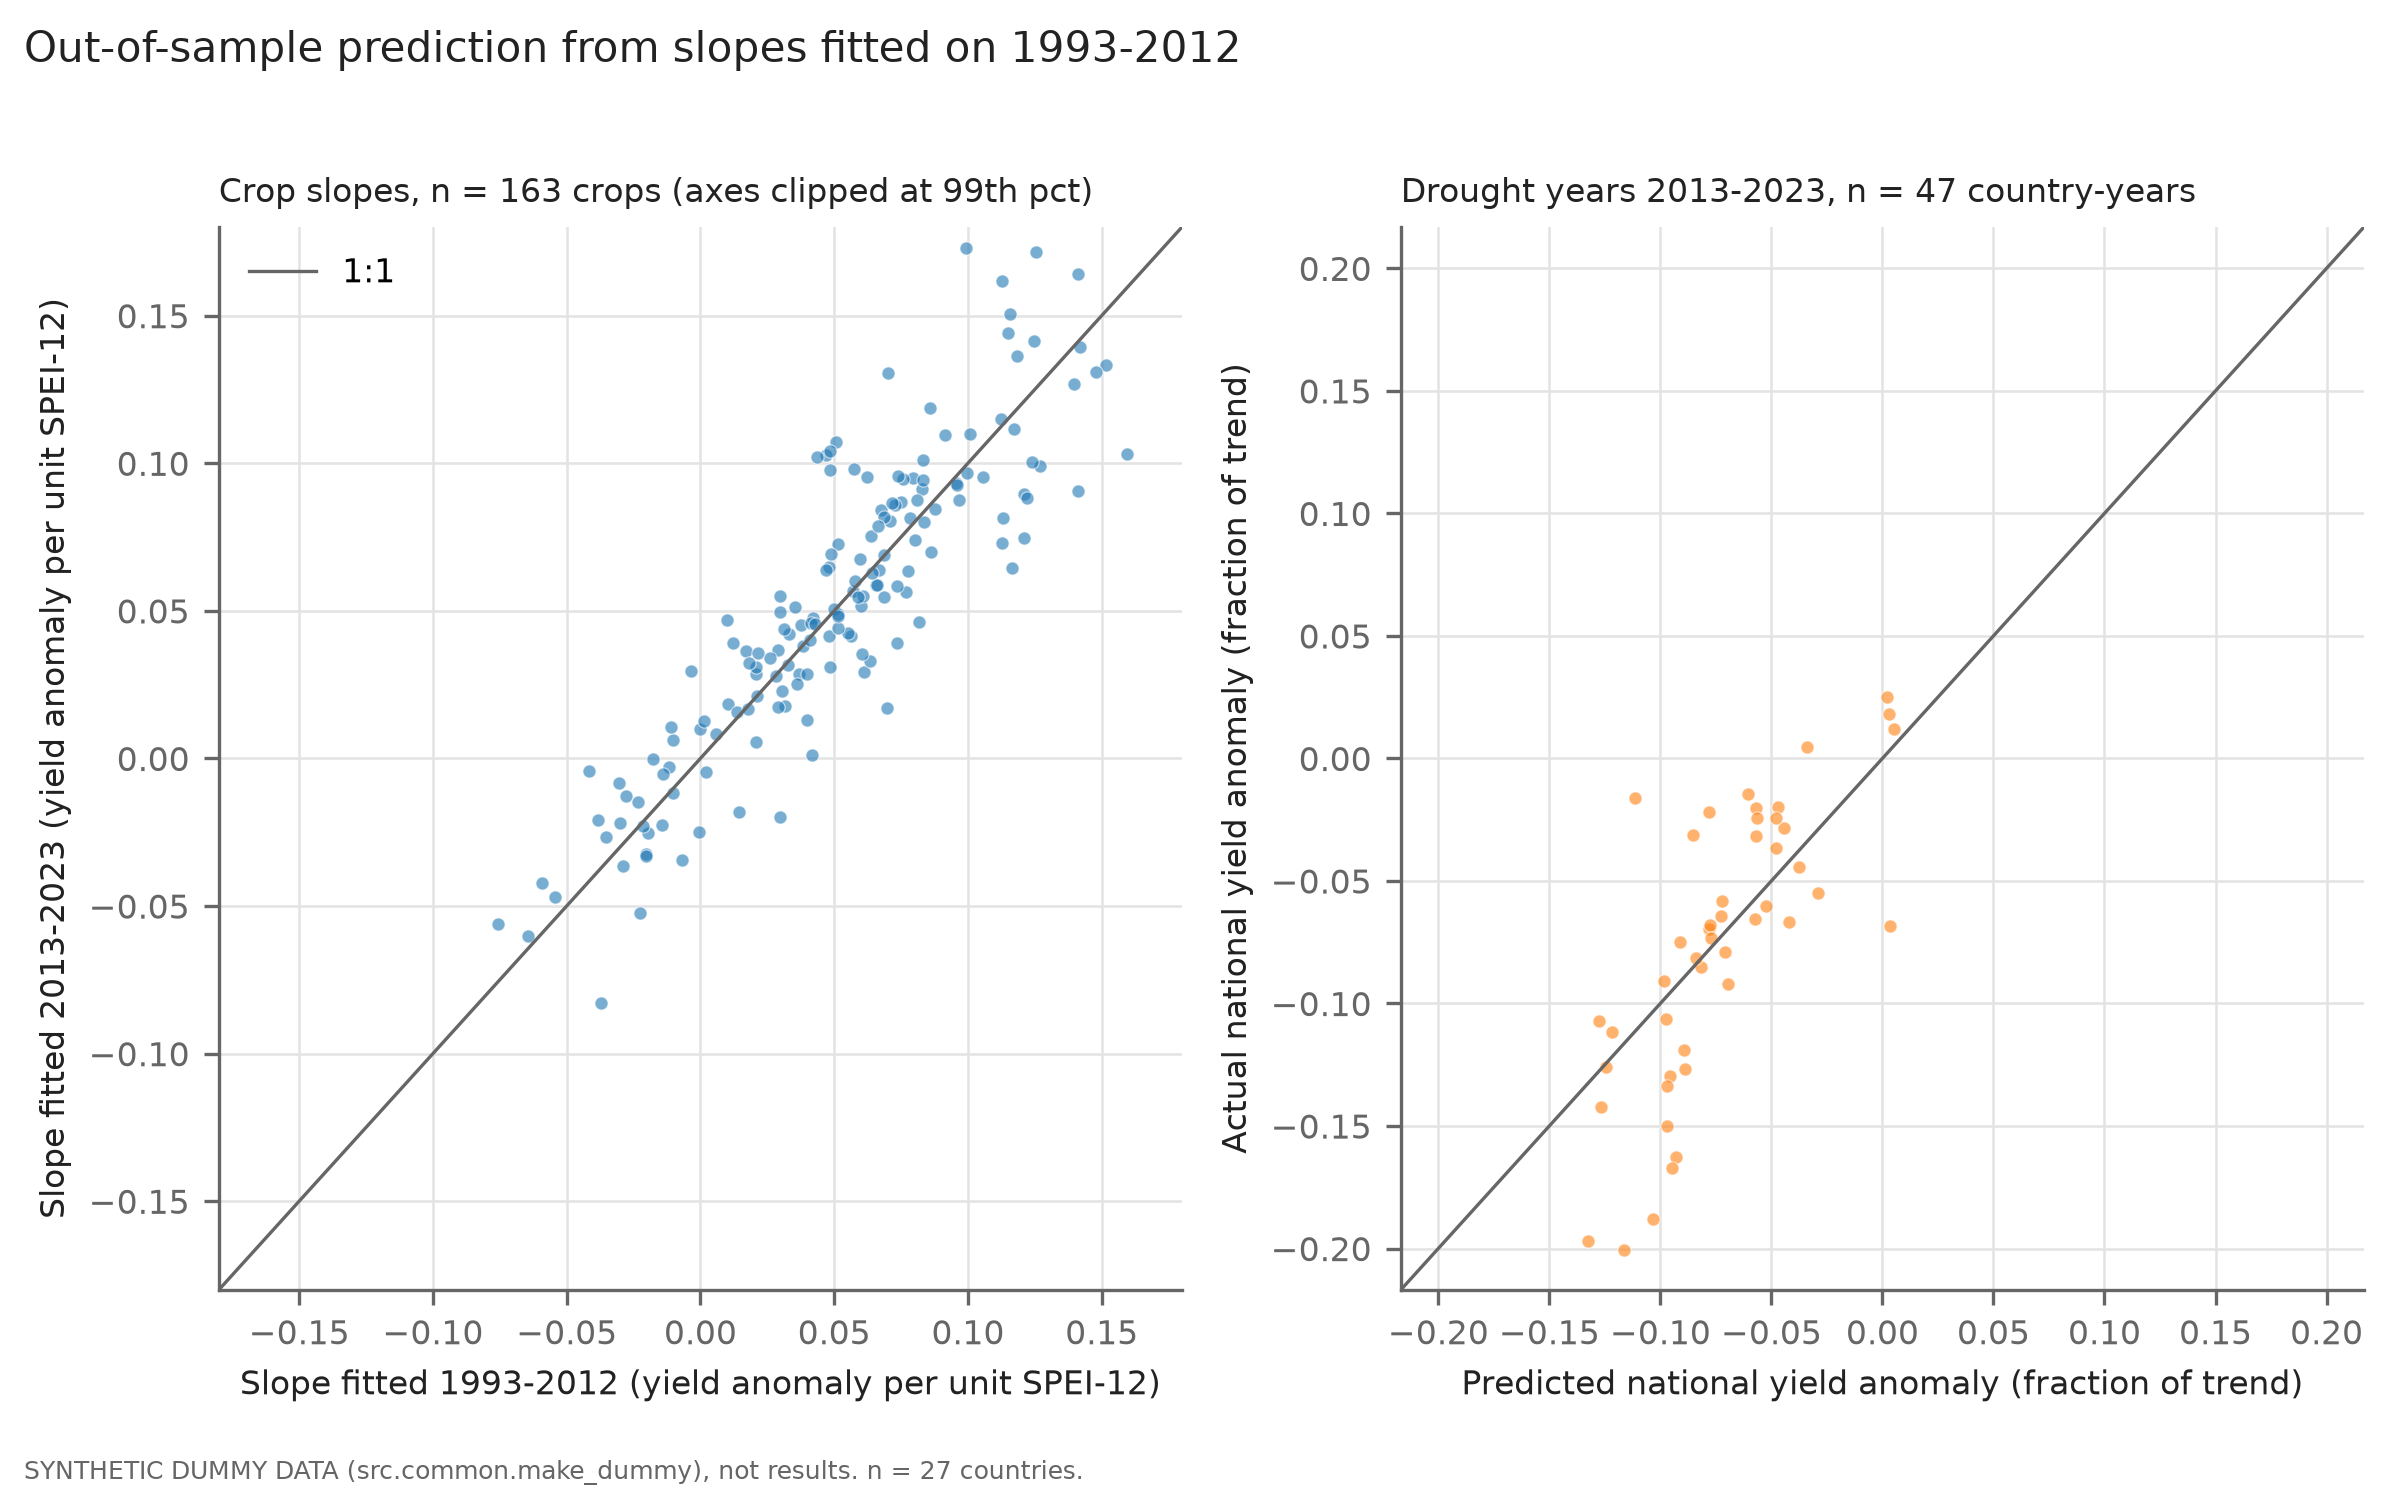 Out-of-sample prediction from slopes fitted on 1993-2012
Crop slopes, n = 163 crops (axes clipped at 99th pct)
1:1
Slope fitted 2013-2023 (yield anomaly per unit SPEI-12)
0.15
0.10
0.05
0.00
−0.05
−0.10
−0.15
−0.15 −0.10 −0.05 0.00 0.05 0.10 0.15
Slope fitted 1993-2012 (yield anomaly per unit SPEI-12)
Drought years 2013-2023, n = 47 country-years
Actual national yield anomaly (fraction of trend)
0.20
0.15
0.10
0.05
0.00
−0.05
−0.10
−0.15
−0.20
−0.20 −0.15 −0.10 −0.05 0.00 0.05 0.10 0.15 0.20
Predicted national yield anomaly (fraction of trend)
SYNTHETIC DUMMY DATA (src.common.make_dummy), not results. n = 27 countries.